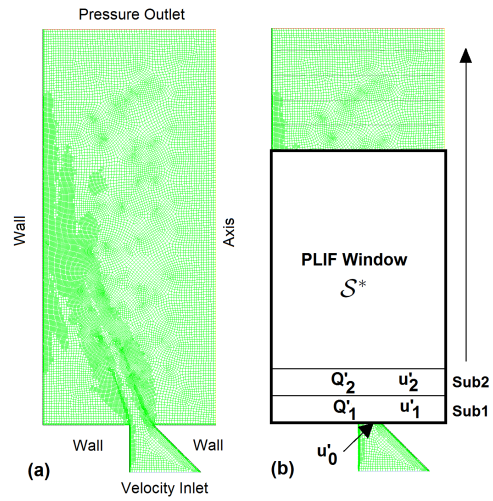 Pressure Outlet
Wall
Axis
Wall
Wall
(a)
Velocity Inlet
PLIF Window
S*
Q'2 u'2 Sub2
Q'1 u'1 Sub1
u'0
(b)